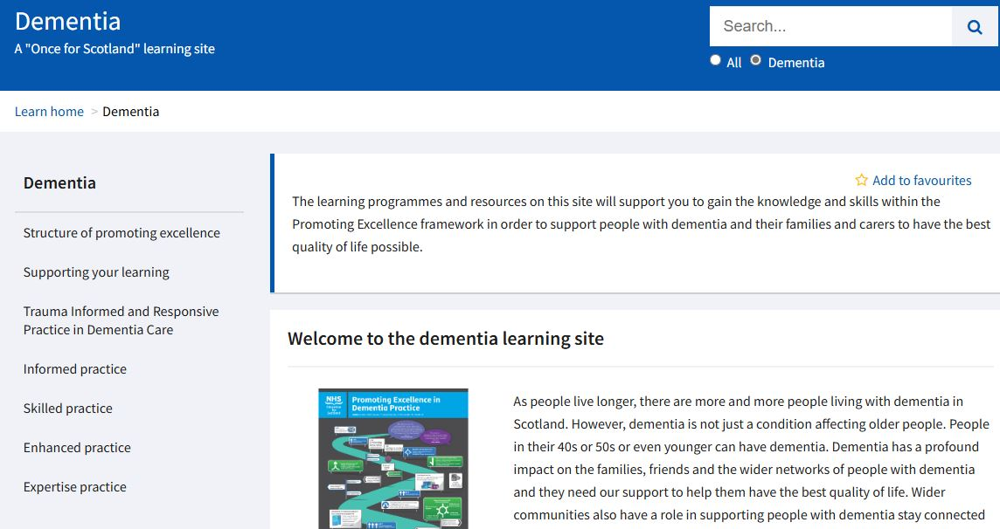 Dementia
A "Once for Scotland" learning site
Search...
All
Dementia
Learn home > Dementia
Dementia
Structure of promoting excellence
Supporting your learning
Trauma Informed and Responsive
Practice in Dementia Care
Informed practice
Skilled practice
Enhanced practice
Expertise practice
Add to favourites
The learning programmes and resources on this site will support you to gain the knowledge and skills within the
Promoting Excellence framework in order to support people with dementia and their families and carers to have the best
quality of life possible.
Welcome to the dementia learning site
NHS
Promoting Excellence in
Dementia Practice
As people live longer, there are more and more people living with dementia in
Scotland. However, dementia is not just a condition affecting older people. People
in their 40s or 50s or even younger can have dementia. Dementia has a profound
impact on the families, friends and the wider networks of people with dementia
and they need our support to help them have the best quality of life. Wider
communities also have a role in supporting people with dementia stay connected